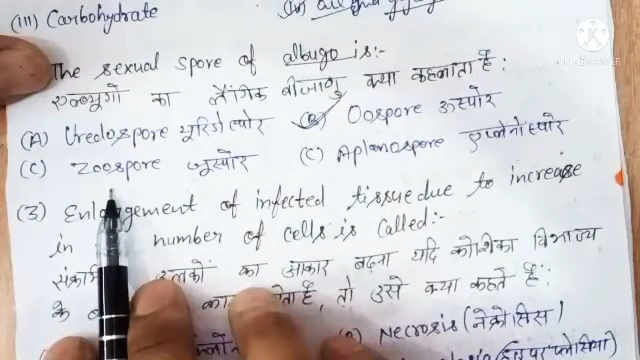 (iii) Carbohydrate
The sexual spore of albugo is:-
एल्ब्यूगो का लैंगिक बीजाणु क्या कहलाता है:
(A) Uredospore यूरिडोस्पोर (B) Oospore ऊस्पोर
(C) Zoospore जूस्पोर (C) Aplanospore एप्लेनोस्पोर
(3) Enlargement of infected tissue due to increase
in number of cells is called:-
का आकार बढ़ना यदि कोशिका विभाज्य
के तो उसे क्या कहते हैं:
Necrosis (नेक्रोसिस)
KINEMASTER